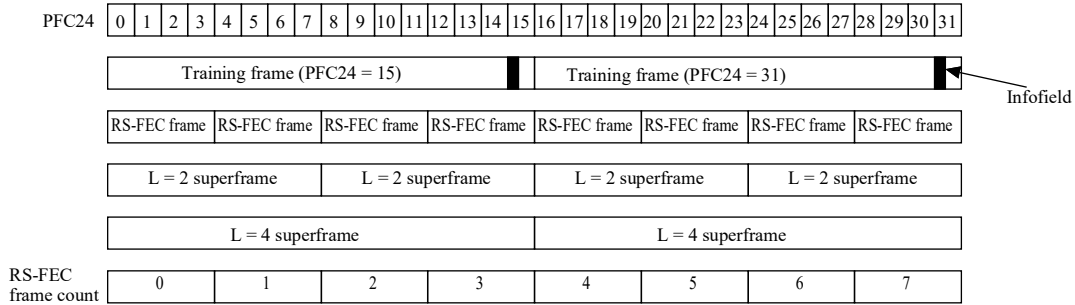 PFC24 0 1 2 3 4 5 6 7 8 9 10 11 12 13 14 15 16 17 18 19 20 21 22 23 24 25 26 27 28 29 30 31
Training frame (PFC24 = 15) Training frame (PFC24 = 31)
Infofield
RS-FEC frame RS-FEC frame RS-FEC frame RS-FEC frame RS-FEC frame RS-FEC frame RS-FEC frame RS-FEC frame
L = 2 superframe L = 2 superframe L = 2 superframe L = 2 superframe
L = 4 superframe L = 4 superframe
RS-FEC
frame count 0 1 2 3 4 5 6 7